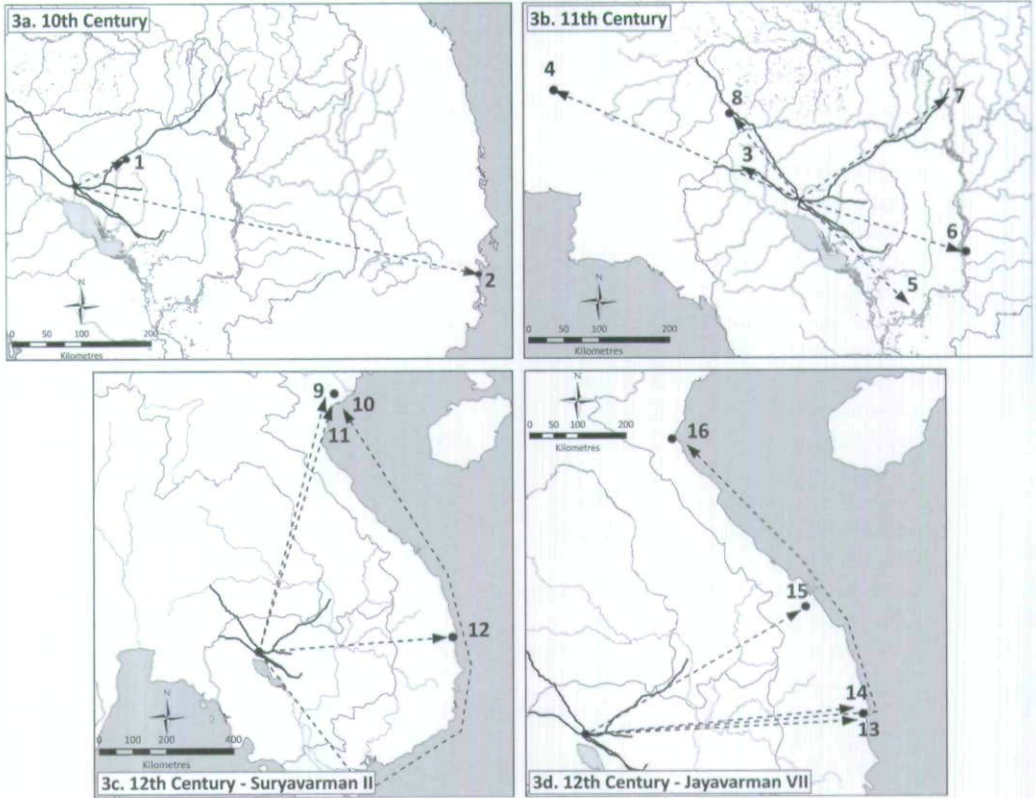 3a. 10th Century
1
2
N
0 50 100 200
Kilometres
3b. 11th Century
4
8
7
3
6
5
N
0 50 100 200
Kilometres
9
10
11
12
N
0 100 200 400
Kilometres
3c. 12th Century - Suryavarman II
N
0 50 100 200
Kilometres
16
15
14
13
3d. 12th Century - Jayavarman VII